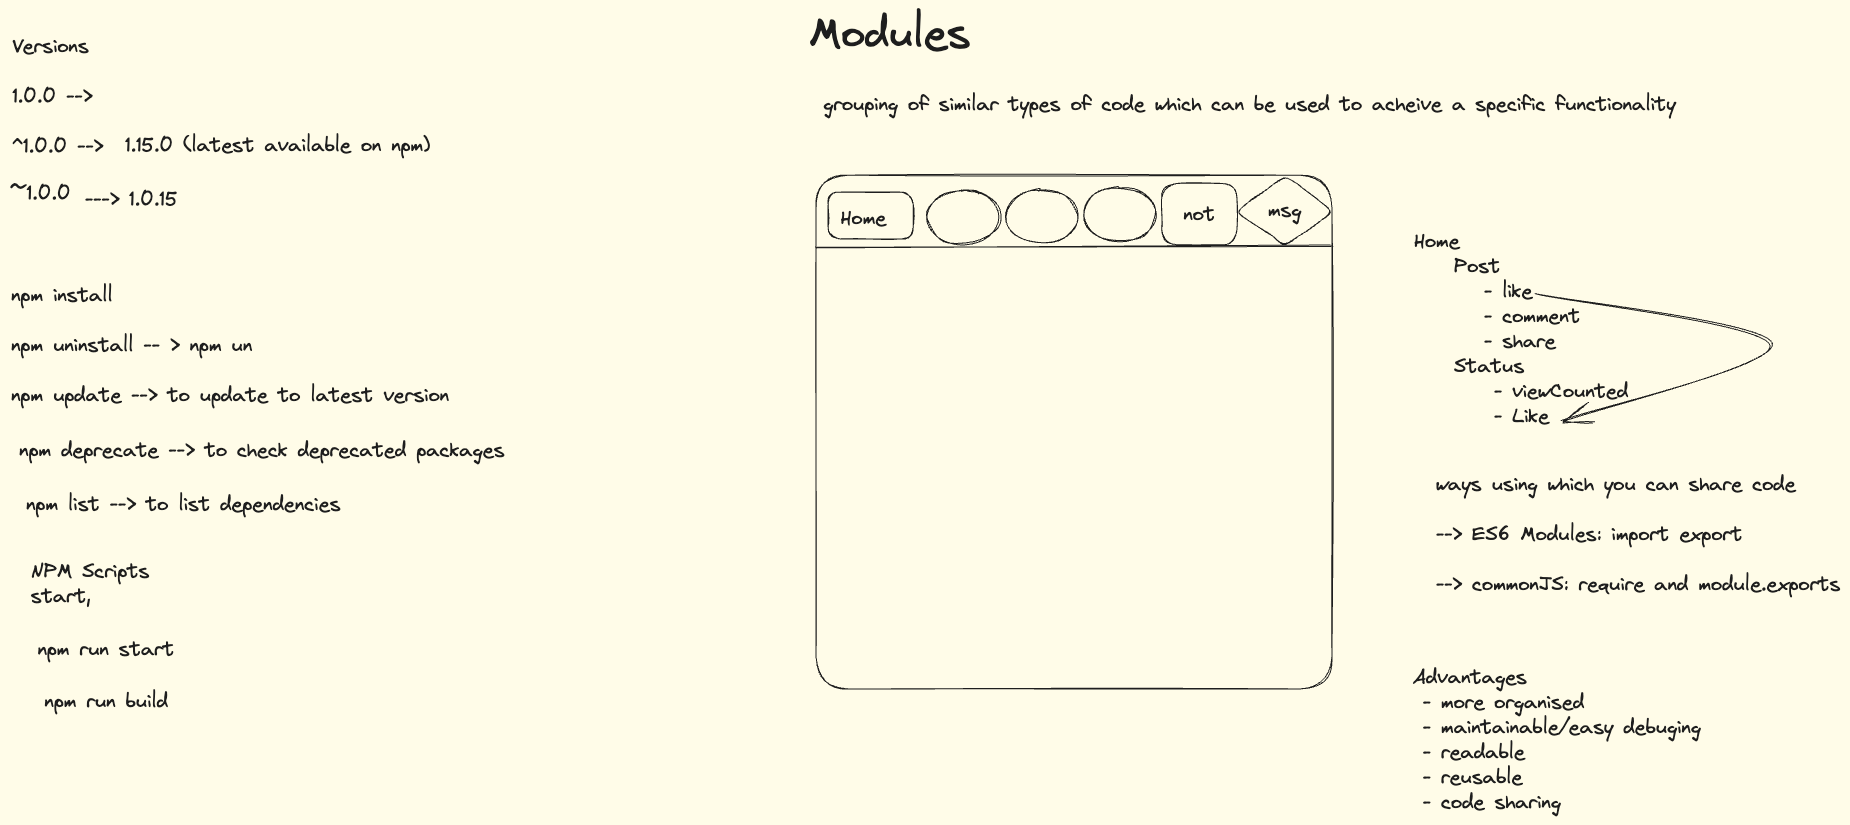 Versions
1.0.0 -->
^1.0.0 --> 1.15.0 (latest available on npm)
~1.0.0 ---> 1.0.15
npm install
npm uninstall -- > npm un
npm update --> to update to latest version
npm deprecate --> to check deprecated packages
npm list --> to list dependencies
NPM Scripts
start,
npm run start
npm run build
Modules
grouping of similar types of code which can be used to acheive a specific functionality
Home
not
msg
Home
Post
- like
- comment
- share
Status
- viewCounted
- Like
ways using which you can share code
--> ES6 Modules: import export
--> commonJS: require and module.exports
Advantages
- more organised
- maintainable/easy debuging
- readable
- reusable
- code sharing